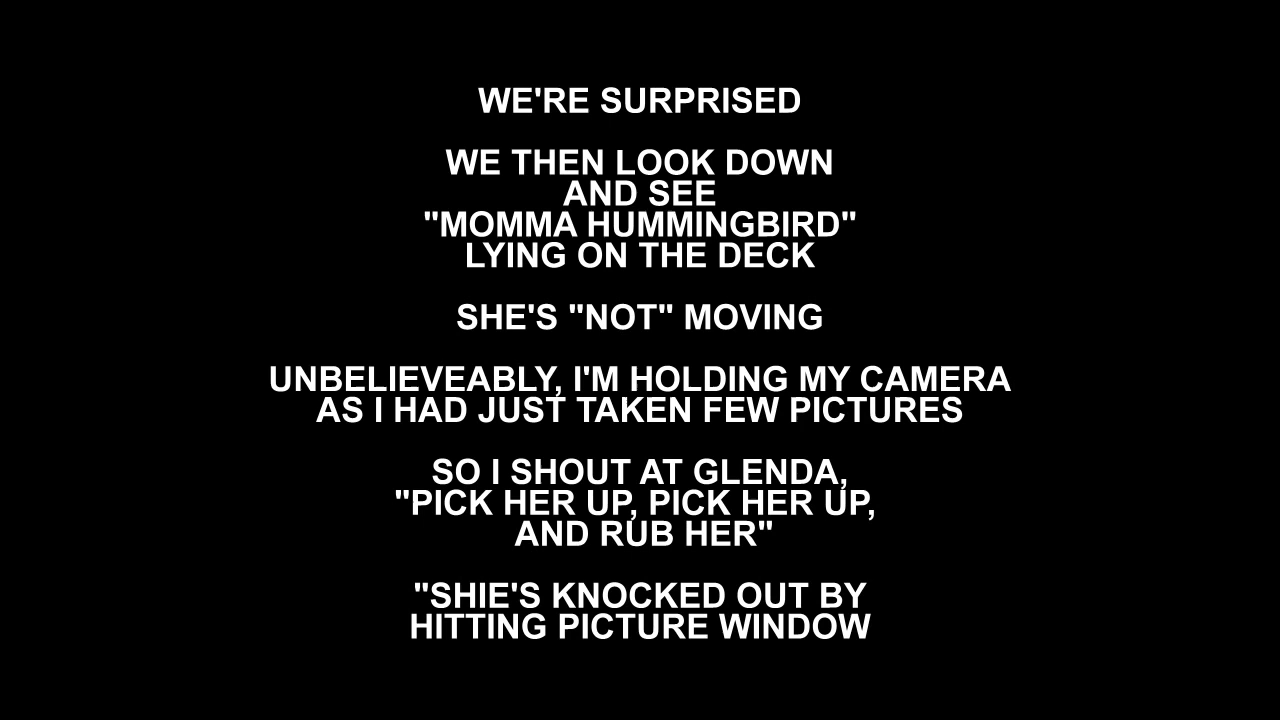 WE'RE SURPRISED
WE THEN LOOK DOWN
AND SEE
"MOMMA HUMMINGBIRD"
LYING ON THE DECK
SHE'S "NOT" MOVING
UNBELIEVEABLY, I'M HOLDING MY CAMERA
AS I HAD JUST TAKEN FEW PICTURES
SO I SHOUT AT GLENDA,
"PICK HER UP, PICK HER UP,
AND RUB HER"
"SHIE'S KNOCKED OUT BY
HITTING PICTURE WINDOW